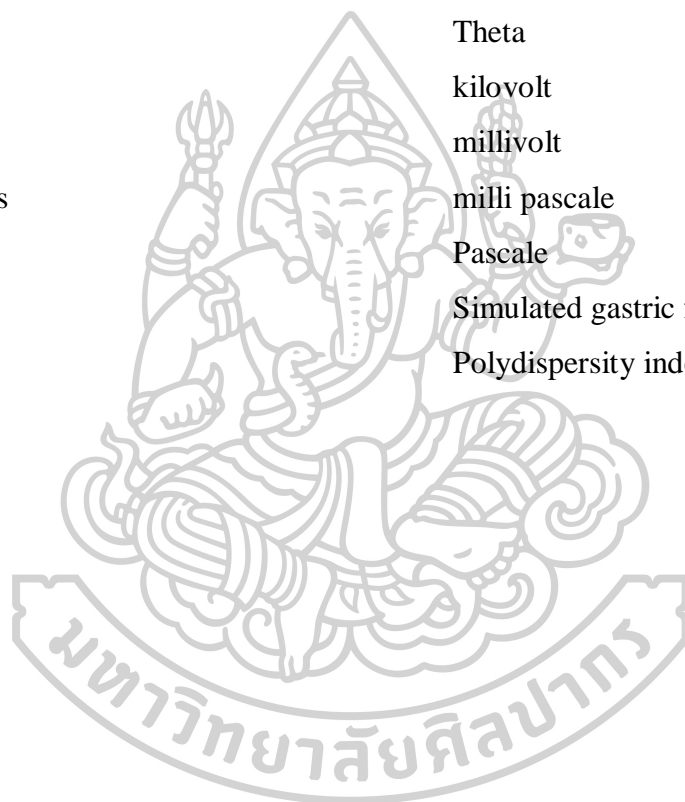 Theta
kilovolt
millivolt
s
milli pascale
Pascale
Simulated gastric
Polydispersity
มหาวิทยาลัยศิลปากร